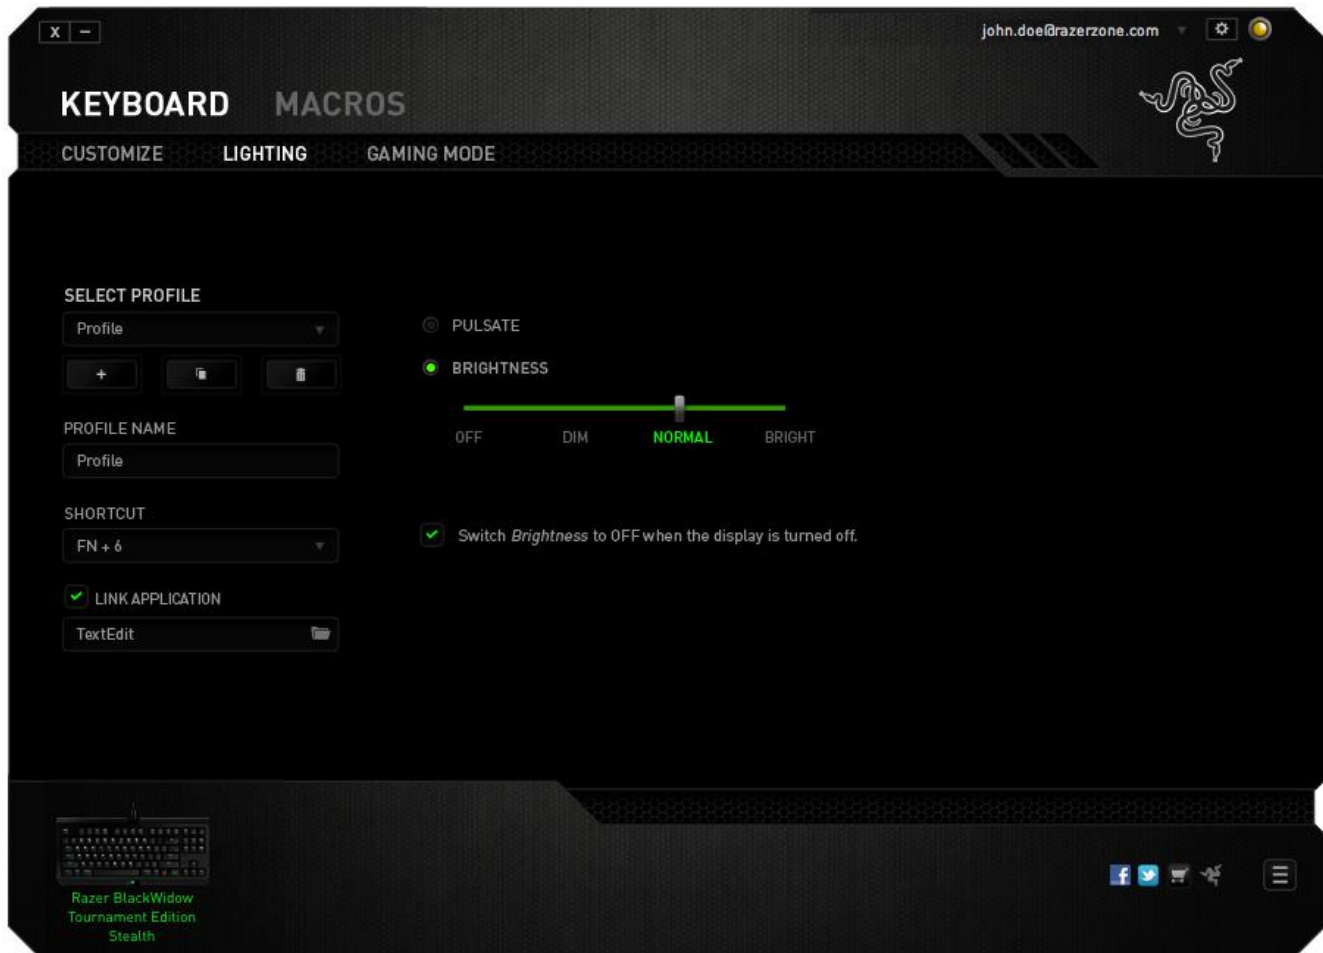 X −
john.doe@razerzone.com
KEYBOARD MACROS
CUSTOMIZE LIGHTING GAMING MODE
SELECT PROFILE
Profile
+
PROFILE NAME
Profile
SHORTCUT
FN + 6
LINK APPLICATION
TextEdit
PULSATE
BRIGHTNESS
OFF DIM NORMAL BRIGHT
Switch Brightness to OFF when the display is turned off.
Razer BlackWidow
Tournament Edition
Stealth